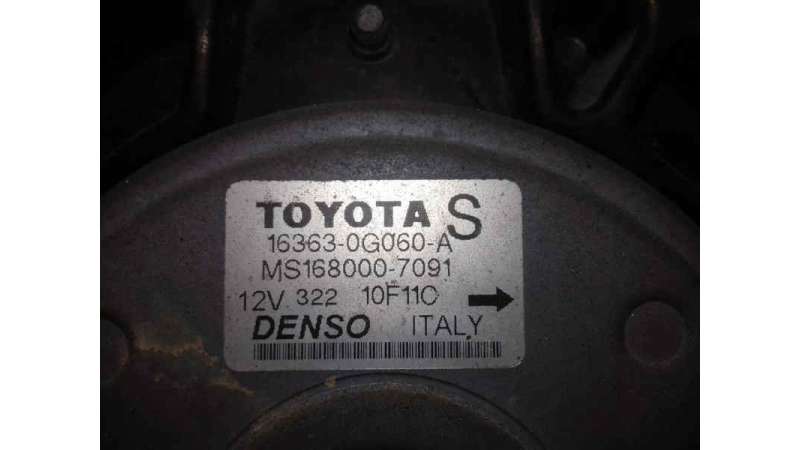 TOYOTA S
16363-0G060-A
MS168000-7091
12V 322 10F11C
DENSO ITALY